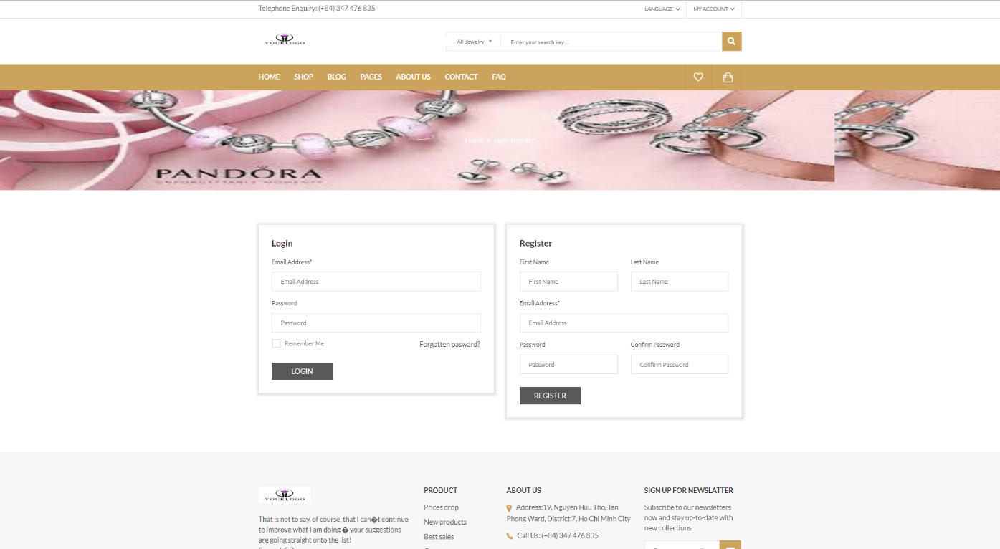 Telephone Enquiry: (+84) 347 476 835
LANGUAGE
MY ACCOUNT
YOURLOGO
All Jewelry
Enter your search key ...
HOME SHOP BLOG PAGES ABOUT US CONTACT FAQ
Home > login-register
PANDORA
UNFORGETTABLE MOMENTS
Login
Email Address*
Email Address
Password
Password
Remember Me
Forgotten pasward?
LOGIN
Register
First Name
Last Name
First Name
Last Name
Email Address*
Email Address
Password
Confirm Password
Password
Confirm Password
REGISTER
YOURLOGO
That is not to say, of course, that I can�t continue
to improve what I am doing � your suggestions
are going straight onto the list!
PRODUCT
Prices drop
New products
Best sales
ABOUT US
Address:19, Nguyen Huu Tho, Tan
Phong Ward, District 7, Ho Chi Minh City
Call Us: (+84) 347 476 835
SIGN UP FOR NEWSLATTER
Subscribe to our newsletters
now and stay up-to-date with
new collections